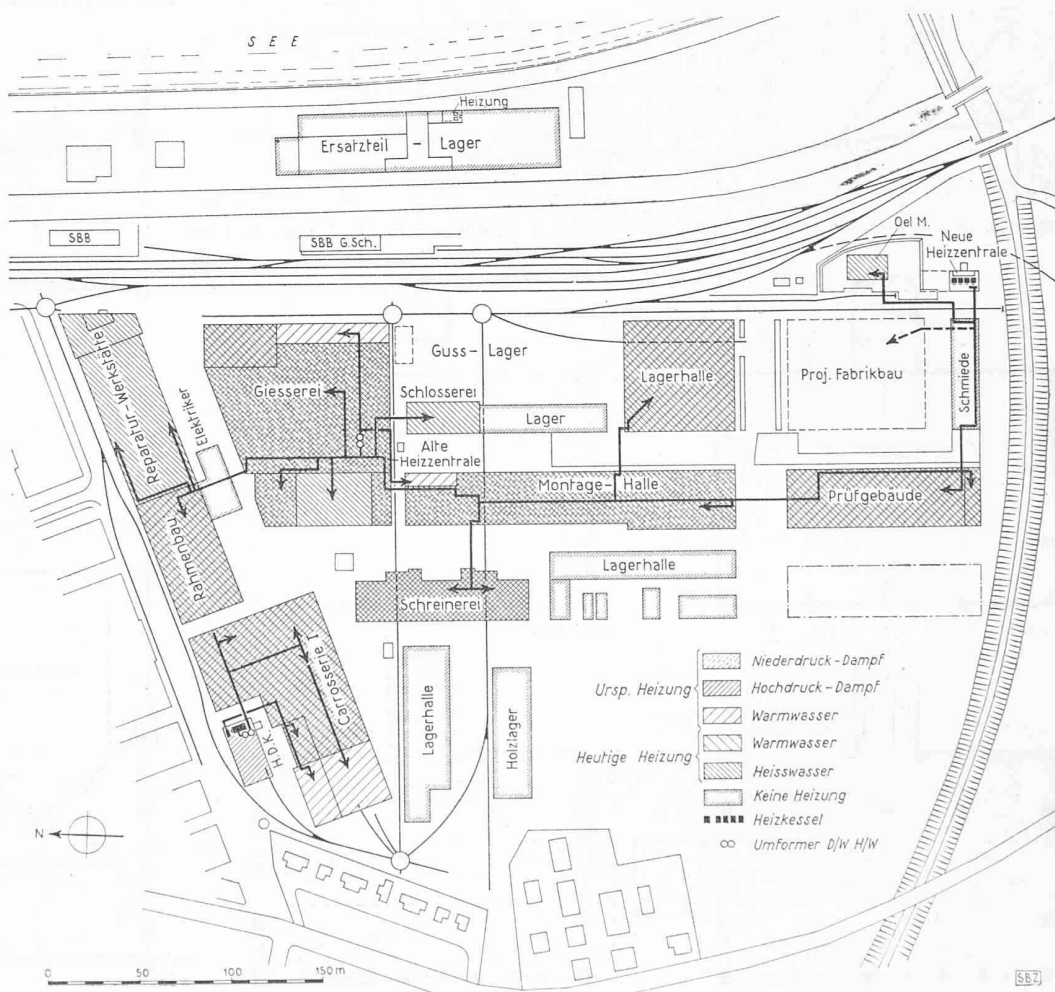 SEE
Heizung
Ersatzteil - Lager
SBB
SBB G.Sch.
Oel M.
Neue
Heizzentrale
Reparatur-Werkstätte
Elektriker
Giesserei
Guss-Lager
Schlosserei
Lager
Alte
Heizzentrale
Lagerhalle
Proj. Fabrikbau
Schmiede
Montage-Halle
Prüfgebäude
Rahmenbau
Schreinerei
Lagerhalle
Carrosserie I
H.D.K.
Lagerhalle
Holzlager
Ursp. Heizung
Niederdruck-Dampf
Hochdruck-Dampf
Warmwasser
Heutige Heizung
Warmwasser
Heisswasser
Keine Heizung
Heizkessel
Umformer D/W H/W
N
0 50 100 150 m
SBZ